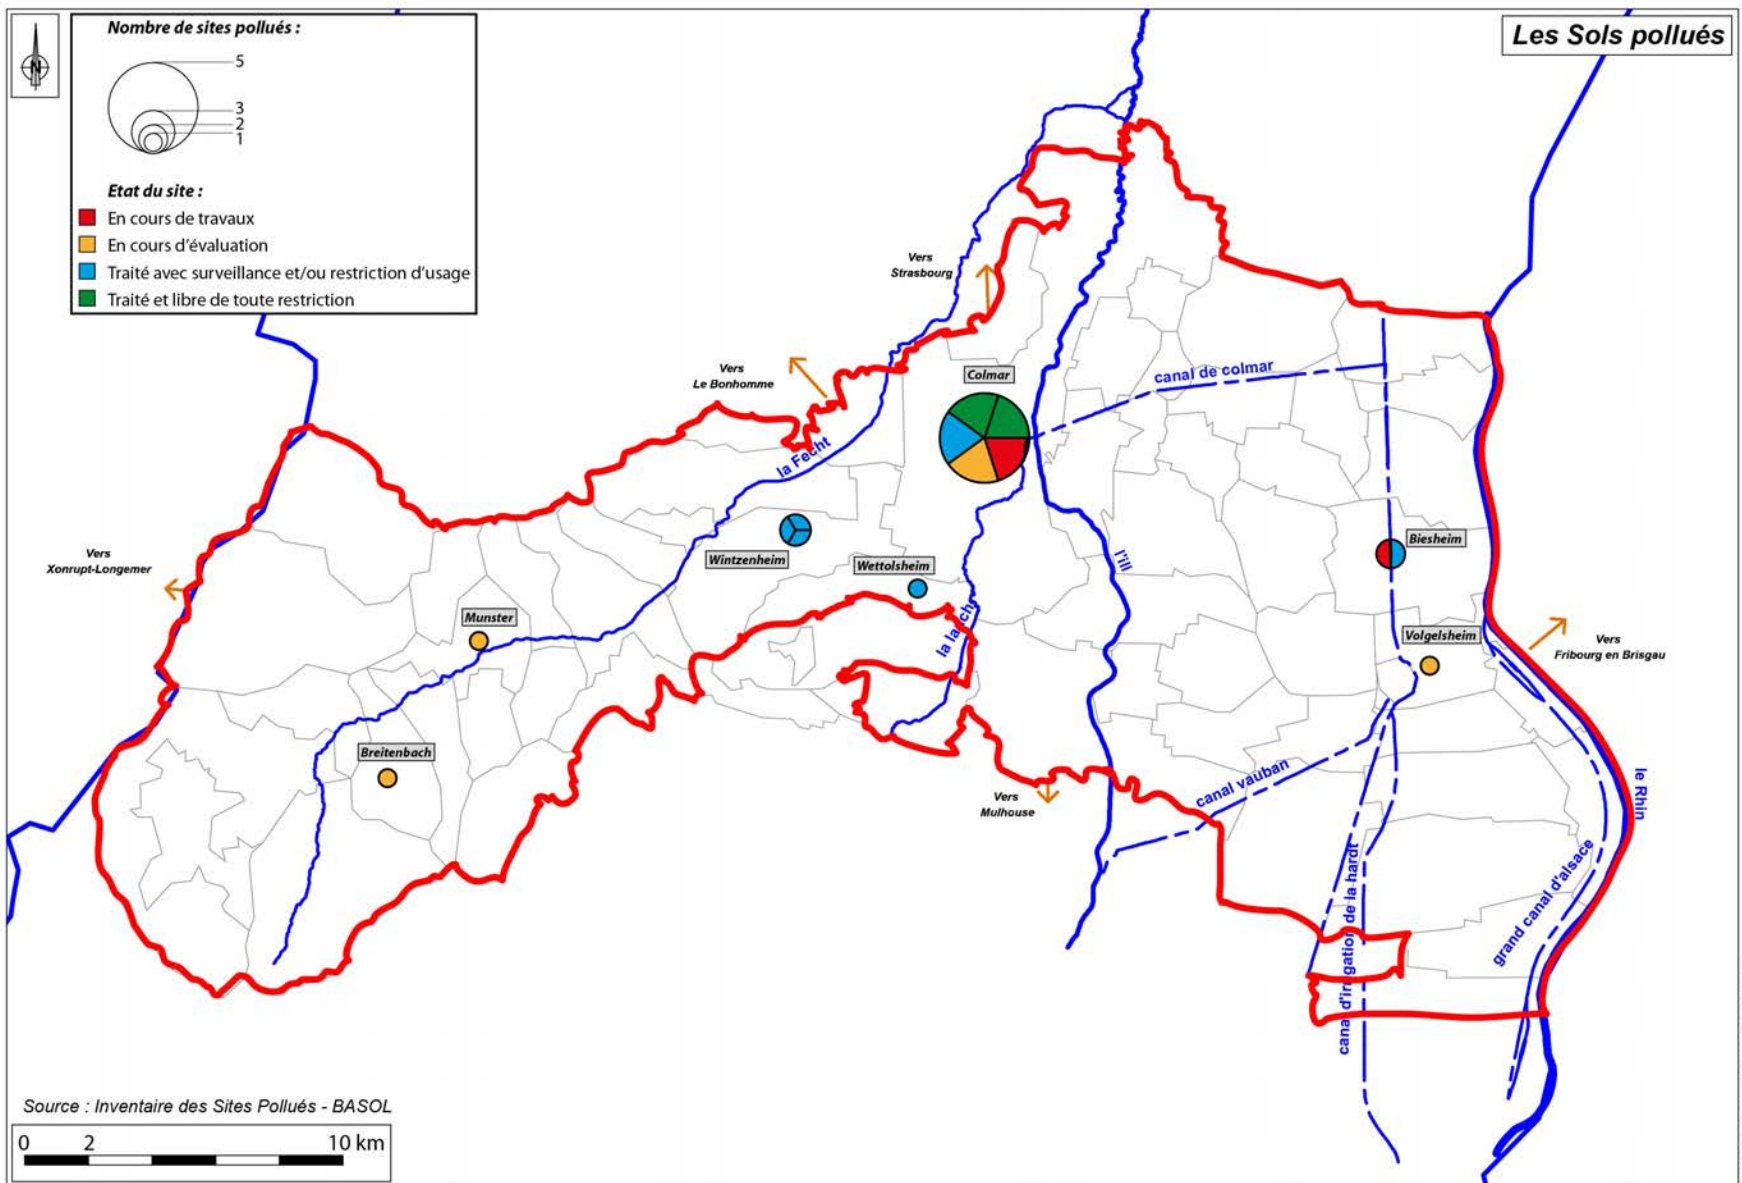 Les Sols pollués
N
Nombre de sites pollués :
5
3
2
1
Etat du site :
En cours de travaux
En cours d'évaluation
Traité avec surveillance et/ou restriction d'usage
Traité et libre de toute restriction
Vers
Strasbourg
Vers
Le Bonhomme
Colmar
canal de colmar
la Fecht
Vers
Xonrupt-Longemer
Wintzenheim
Wettolsheim
l'ill
Biesheim
Munster
la lauch
Volgelsheim
Vers
Fribourg en Brisgau
Breitenbach
Vers
Mulhouse
canal vauban
le Rhin
canal d'irrigation de la hardt
grand canal d'alsace
Source : Inventaire des Sites Pollués - BASOL
0 2 10 km